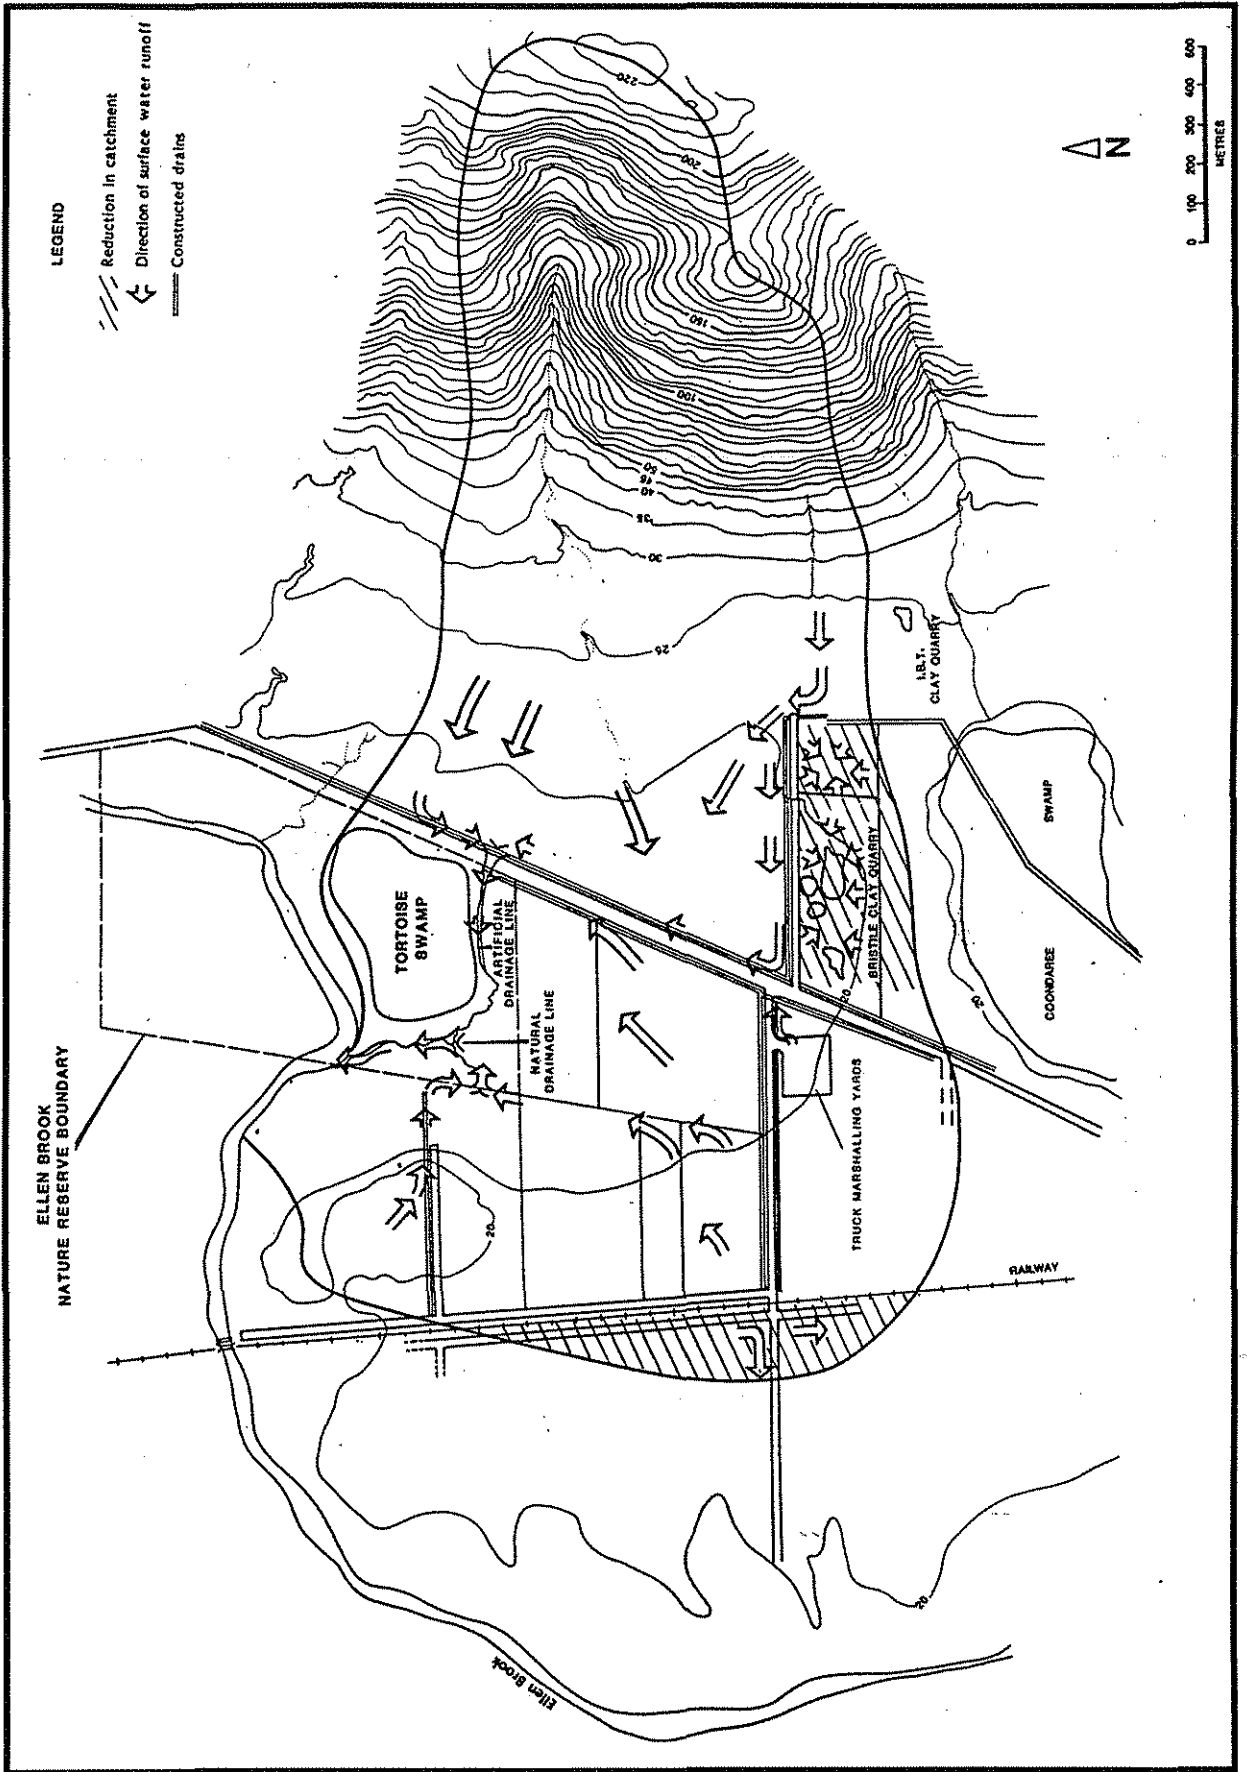 LEGEND
Reduction in catchment
Direction of surface water runoff
Constructed drains
ELLEN BROOK
NATURE RESERVE BOUNDARY
TORTOISE
SWAMP
ARTIFICIAL
DRAINAGE LINE
NATURAL
DRAINAGE LINE
TRUCK MARSHALLING YARDS
BRISTILE CLAY QUARRY
I.B.T.
CLAY QUARRY
COONDAREE
SWAMP
RAILWAY
Ellen Brook
220
200
150
100
50
45
40
35
30
25
20
20
20
20
N
0 100 200 300 400 600
METRES